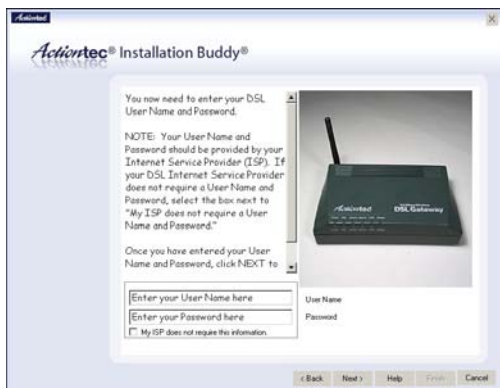 Actiontec
Actiontec® Installation Buddy®
You now need to enter your DSL
User Name and Password.
NOTE: Your User Name and
Password should be provided by your
Internet Service Provider (ISP). If
your DSL Internet Service Provider
does not require a User Name and
Password, select the box next to
"My ISP does not require a User
Name and Password."
Once you have entered your User
Name and Password, click NEXT to
Actiontec
DSL Gateway
Enter your User Name here
User Name
Enter your Password here
Password
My ISP does not require this information.
< Back
Next >
Help
Finish
Cancel